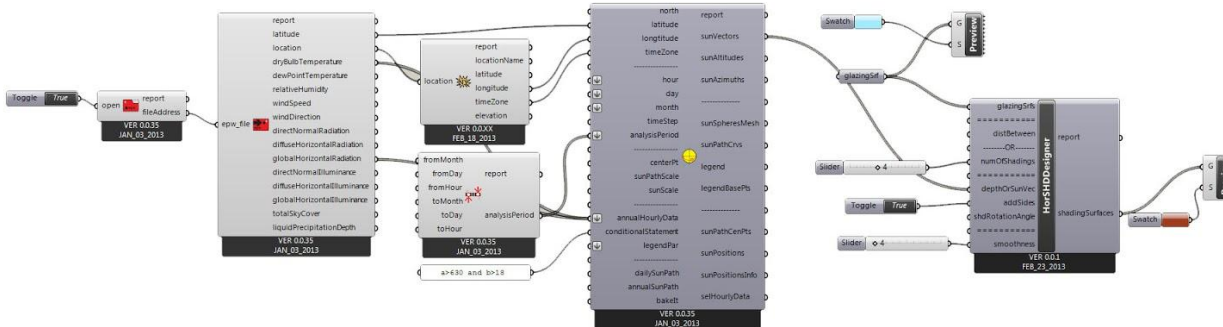 Toggle True
open
report
fileAddress
VER 0.0.35
JAN_03_2013
epw_file
report
latitude
location
dryBulbTemperature
dewPointTemperature
relativeHumidity
windSpeed
windDirection
directNormalRadiation
diffuseHorizontalRadiation
globalHorizontalRadiation
directNormalIlluminance
diffuseHorizontalIlluminance
globalHorizontalIlluminance
totalSkyCover
liquidPrecipitationDepth
VER 0.0.35
JAN_03_2013
location
report
locationName
latitude
longitude
timeZone
elevation
VER 0.0.XX
FEB_18_2013
fromMonth
fromDay
fromHour
toMonth
toDay
toHour
report
analysisPeriod
VER 0.0.35
JAN_03_2013
a>630 and b>18
north
latitude
longtitude
timeZone
---------------
hour
day
month
timeStep
analysisPeriod
---------------
centerPt
sunPathScale
sunScale
---------------
annualHourlyData
conditionalStatement
legendPar
---------------
dailySunPath
annualSunPath
bakeIt
report
sunVectors
sunAltitudes
sunAzimuths
------------
sunSpheresMesh
sunPathCrvs
legend
legendBasePts
------------
sunPathCenPts
sunPositions
sunPositionsInfo
selHourlyData
VER 0.0.35
JAN_03_2013
Swatch
G
S
Preview
glazingSrf
Slider 4
Toggle True
Slider 4
glazingSrfs
===========
distBetween
-------OR-------
numOfShadings
===========
depthOrSunVec
addSides
shdRotationAngle
===========
smoothness
HorSHDDesigner
report
shadingSurfaces
VER 0.0.1
FEB_23_2013
Swatch
G
S